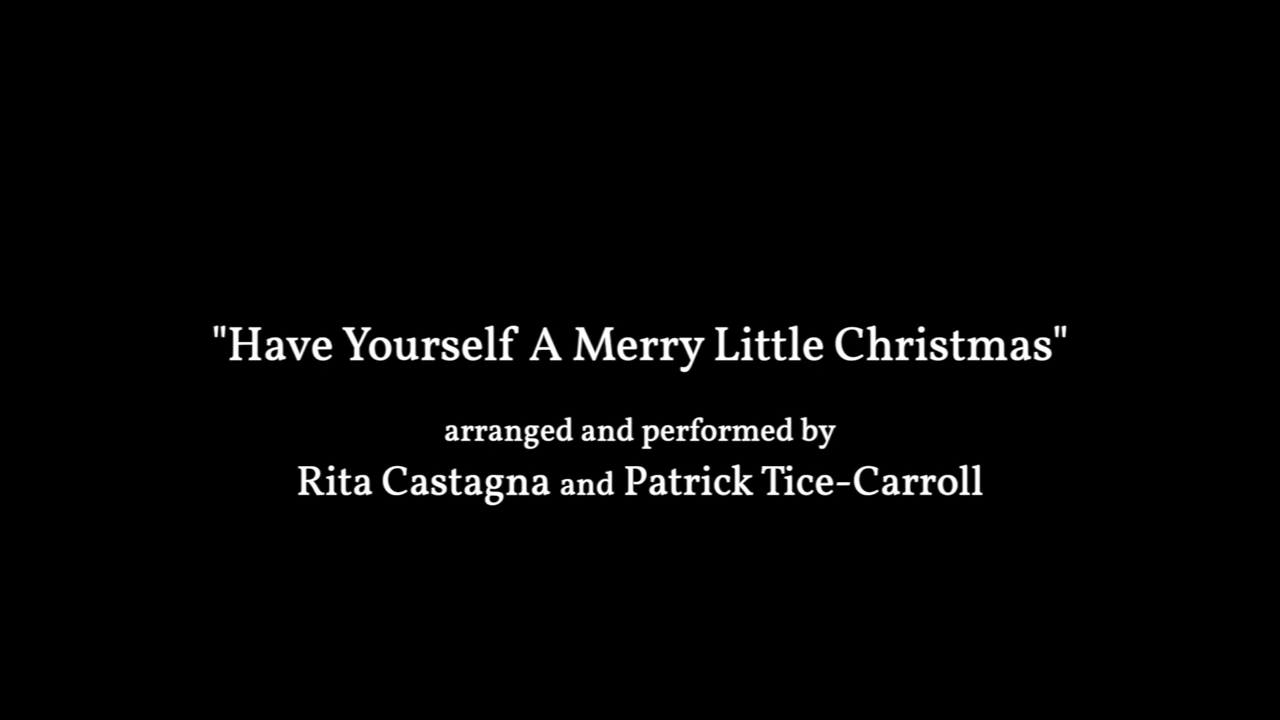 "Have Yourself A Merry Little Christmas"
arranged and performed by
Rita Castagna and Patrick Tice-Carroll